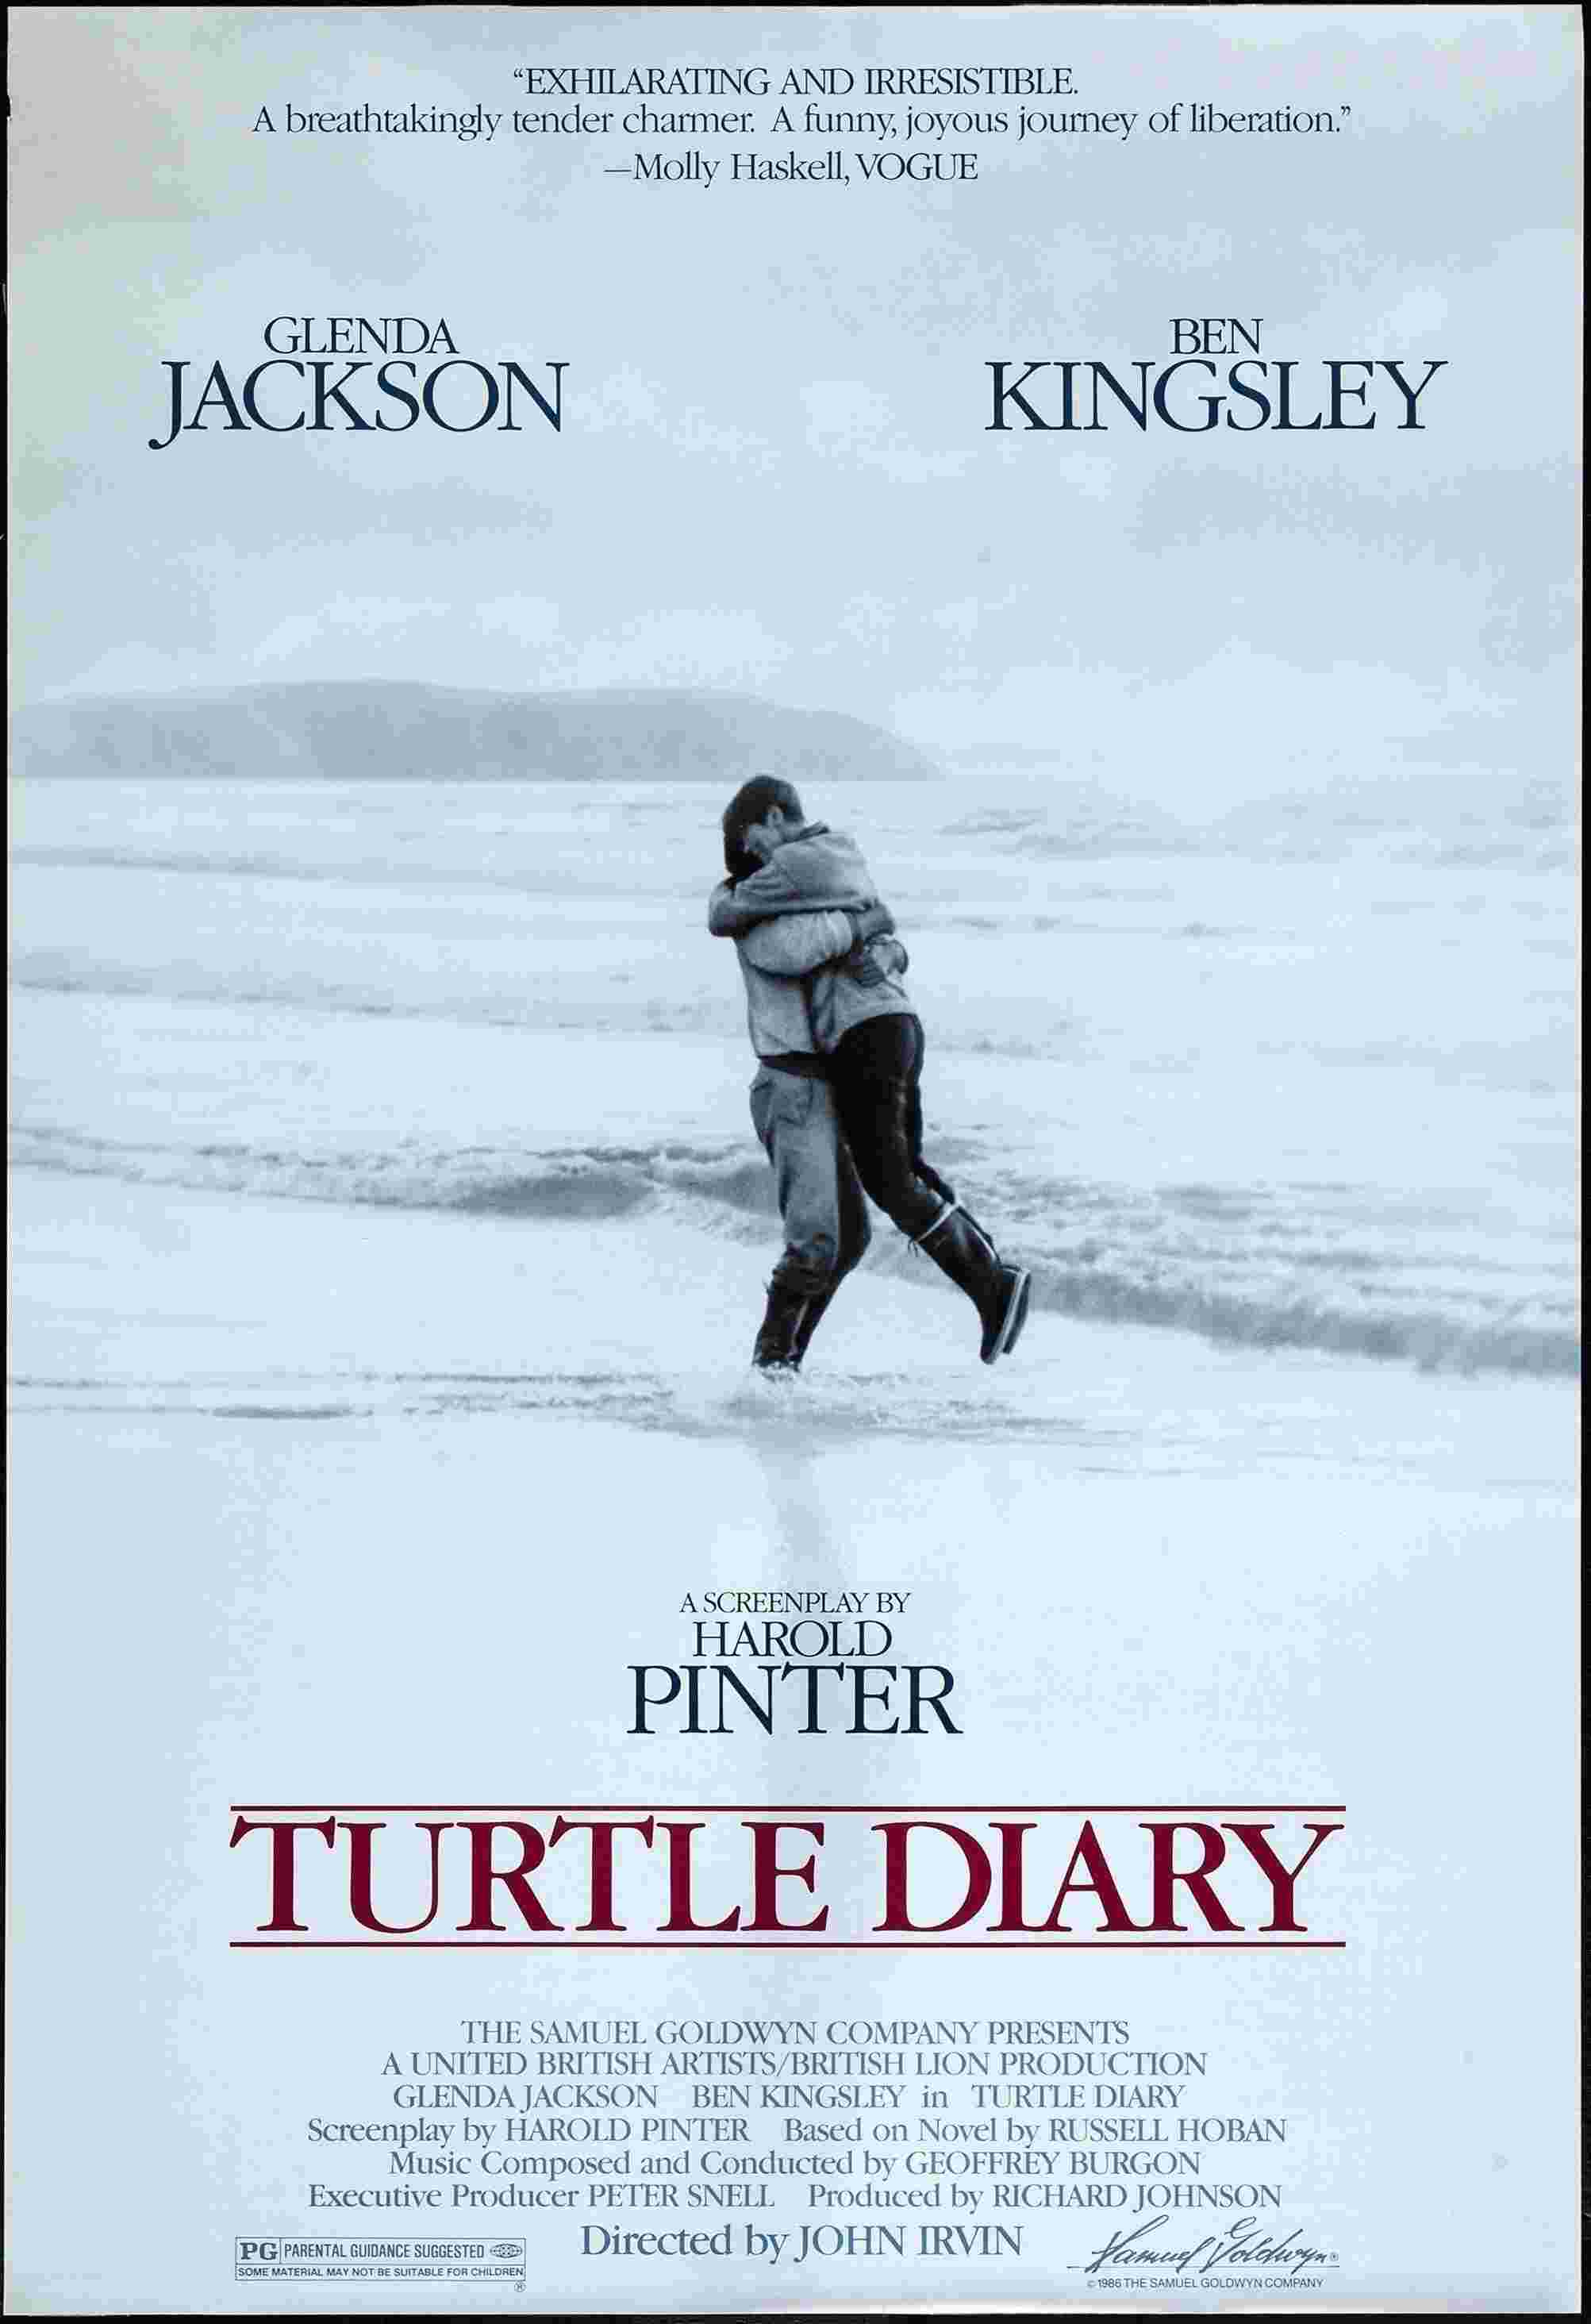 “EXHILARATING AND IRRESISTIBLE.
A breathtakingly tender charmer. A funny, joyous journey of liberation.”
—Molly Haskell, VOGUE
GLENDA
JACKSON
BEN
KINGSLEY
A SCREENPLAY BY
HAROLD
PINTER
TURTLE DIARY
THE SAMUEL GOLDWYN COMPANY PRESENTS
A UNITED BRITISH ARTISTS/BRITISH LION PRODUCTION
GLENDA JACKSON BEN KINGSLEY in TURTLE DIARY
Screenplay by HAROLD PINTER Based on Novel by RUSSELL HOBAN
Music Composed and Conducted by GEOFFREY BURGON
Executive Producer PETER SNELL Produced by RICHARD JOHNSON
Directed by JOHN IRVIN
PG PARENTAL GUIDANCE SUGGESTED
SOME MATERIAL MAY NOT BE SUITABLE FOR CHILDREN
®
Samuel Goldwyn®
© 1986 THE SAMUEL GOLDWYN COMPANY